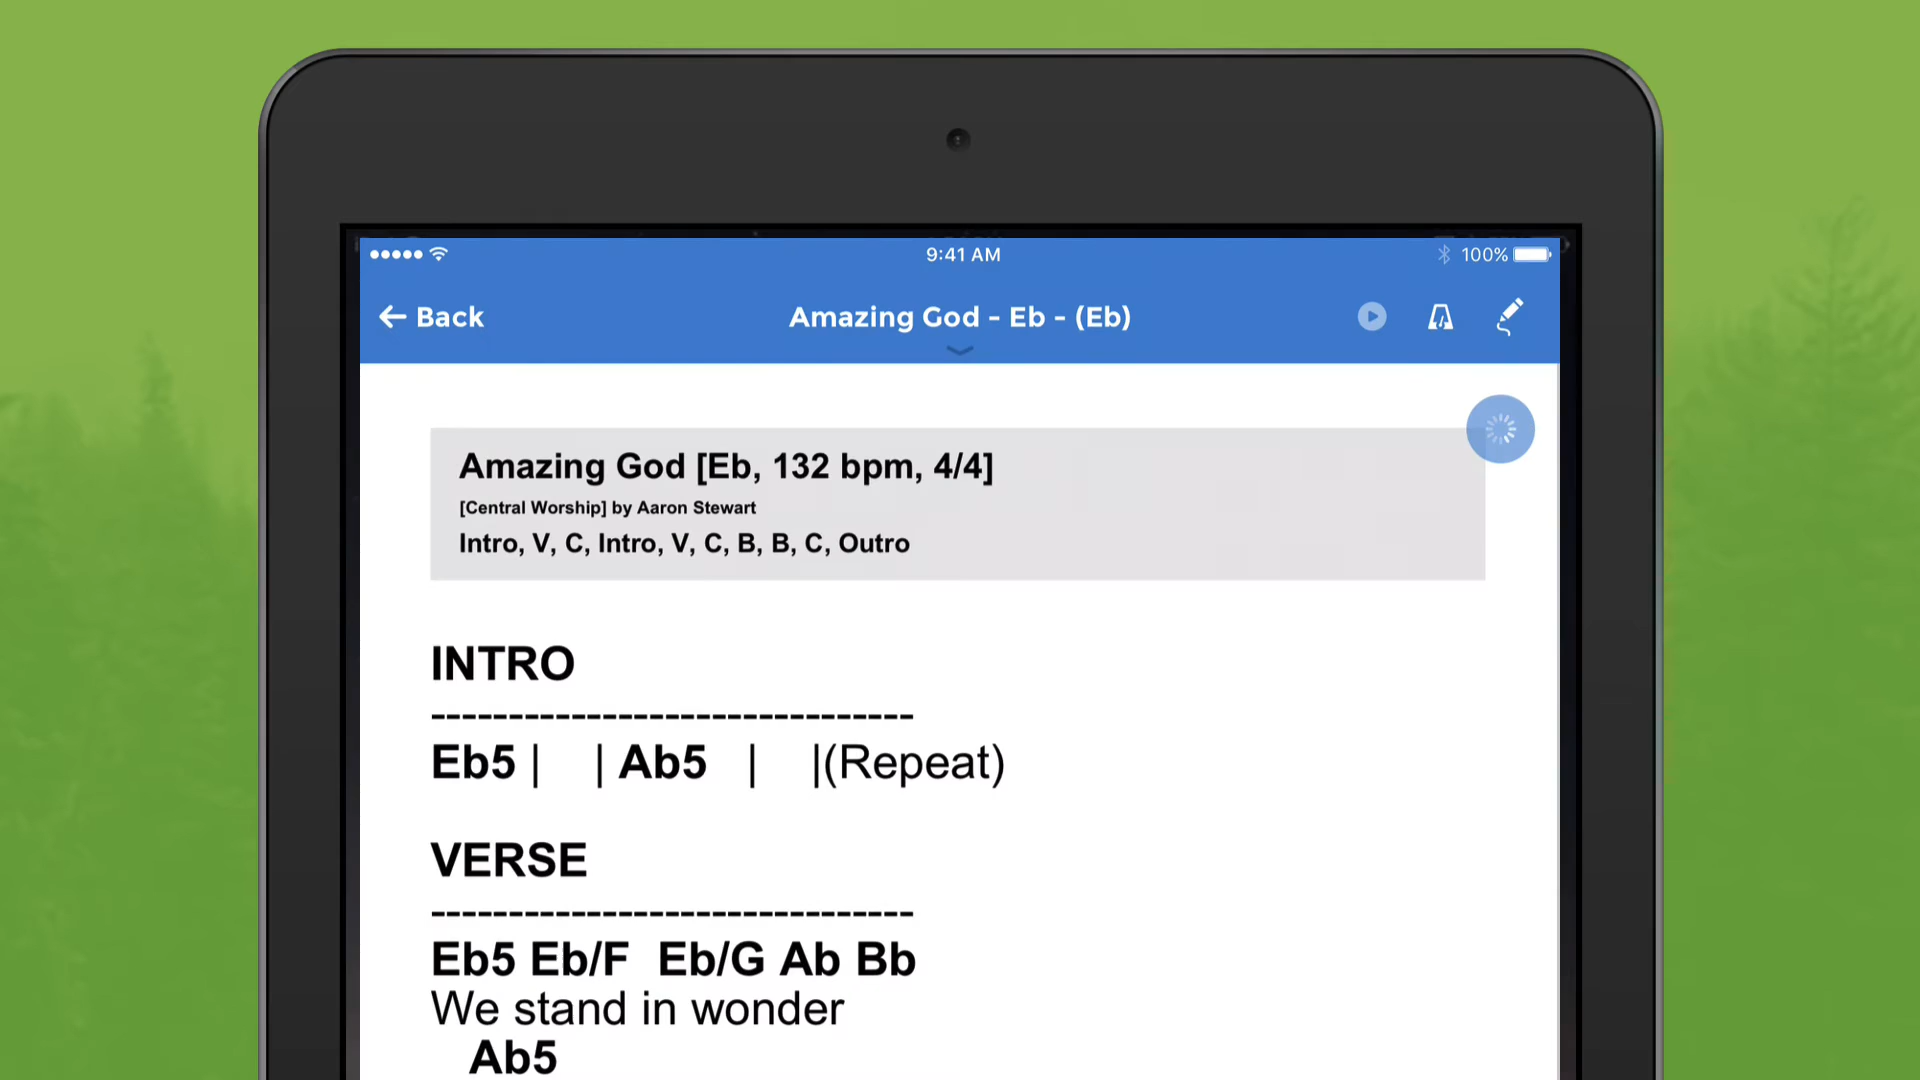 9:41 AM
100%
Back
Amazing God - Eb - (Eb)
Amazing God [Eb, 132 bpm, 4/4]
[Central Worship] by Aaron Stewart
Intro, V, C, Intro, V, C, B, B, C, Outro
INTRO
-------------------------------
Eb5 | | Ab5 | |(Repeat)
VERSE
-------------------------------
Eb5 Eb/F Eb/G Ab Bb
We stand in wonder
Ab5